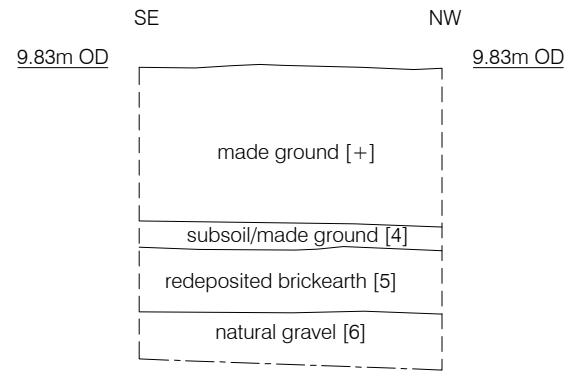 SE NW
9.83m OD 9.83m OD
made ground [+]
subsoil/made ground [4]
redeposited brickearth [5]
natural gravel [6]